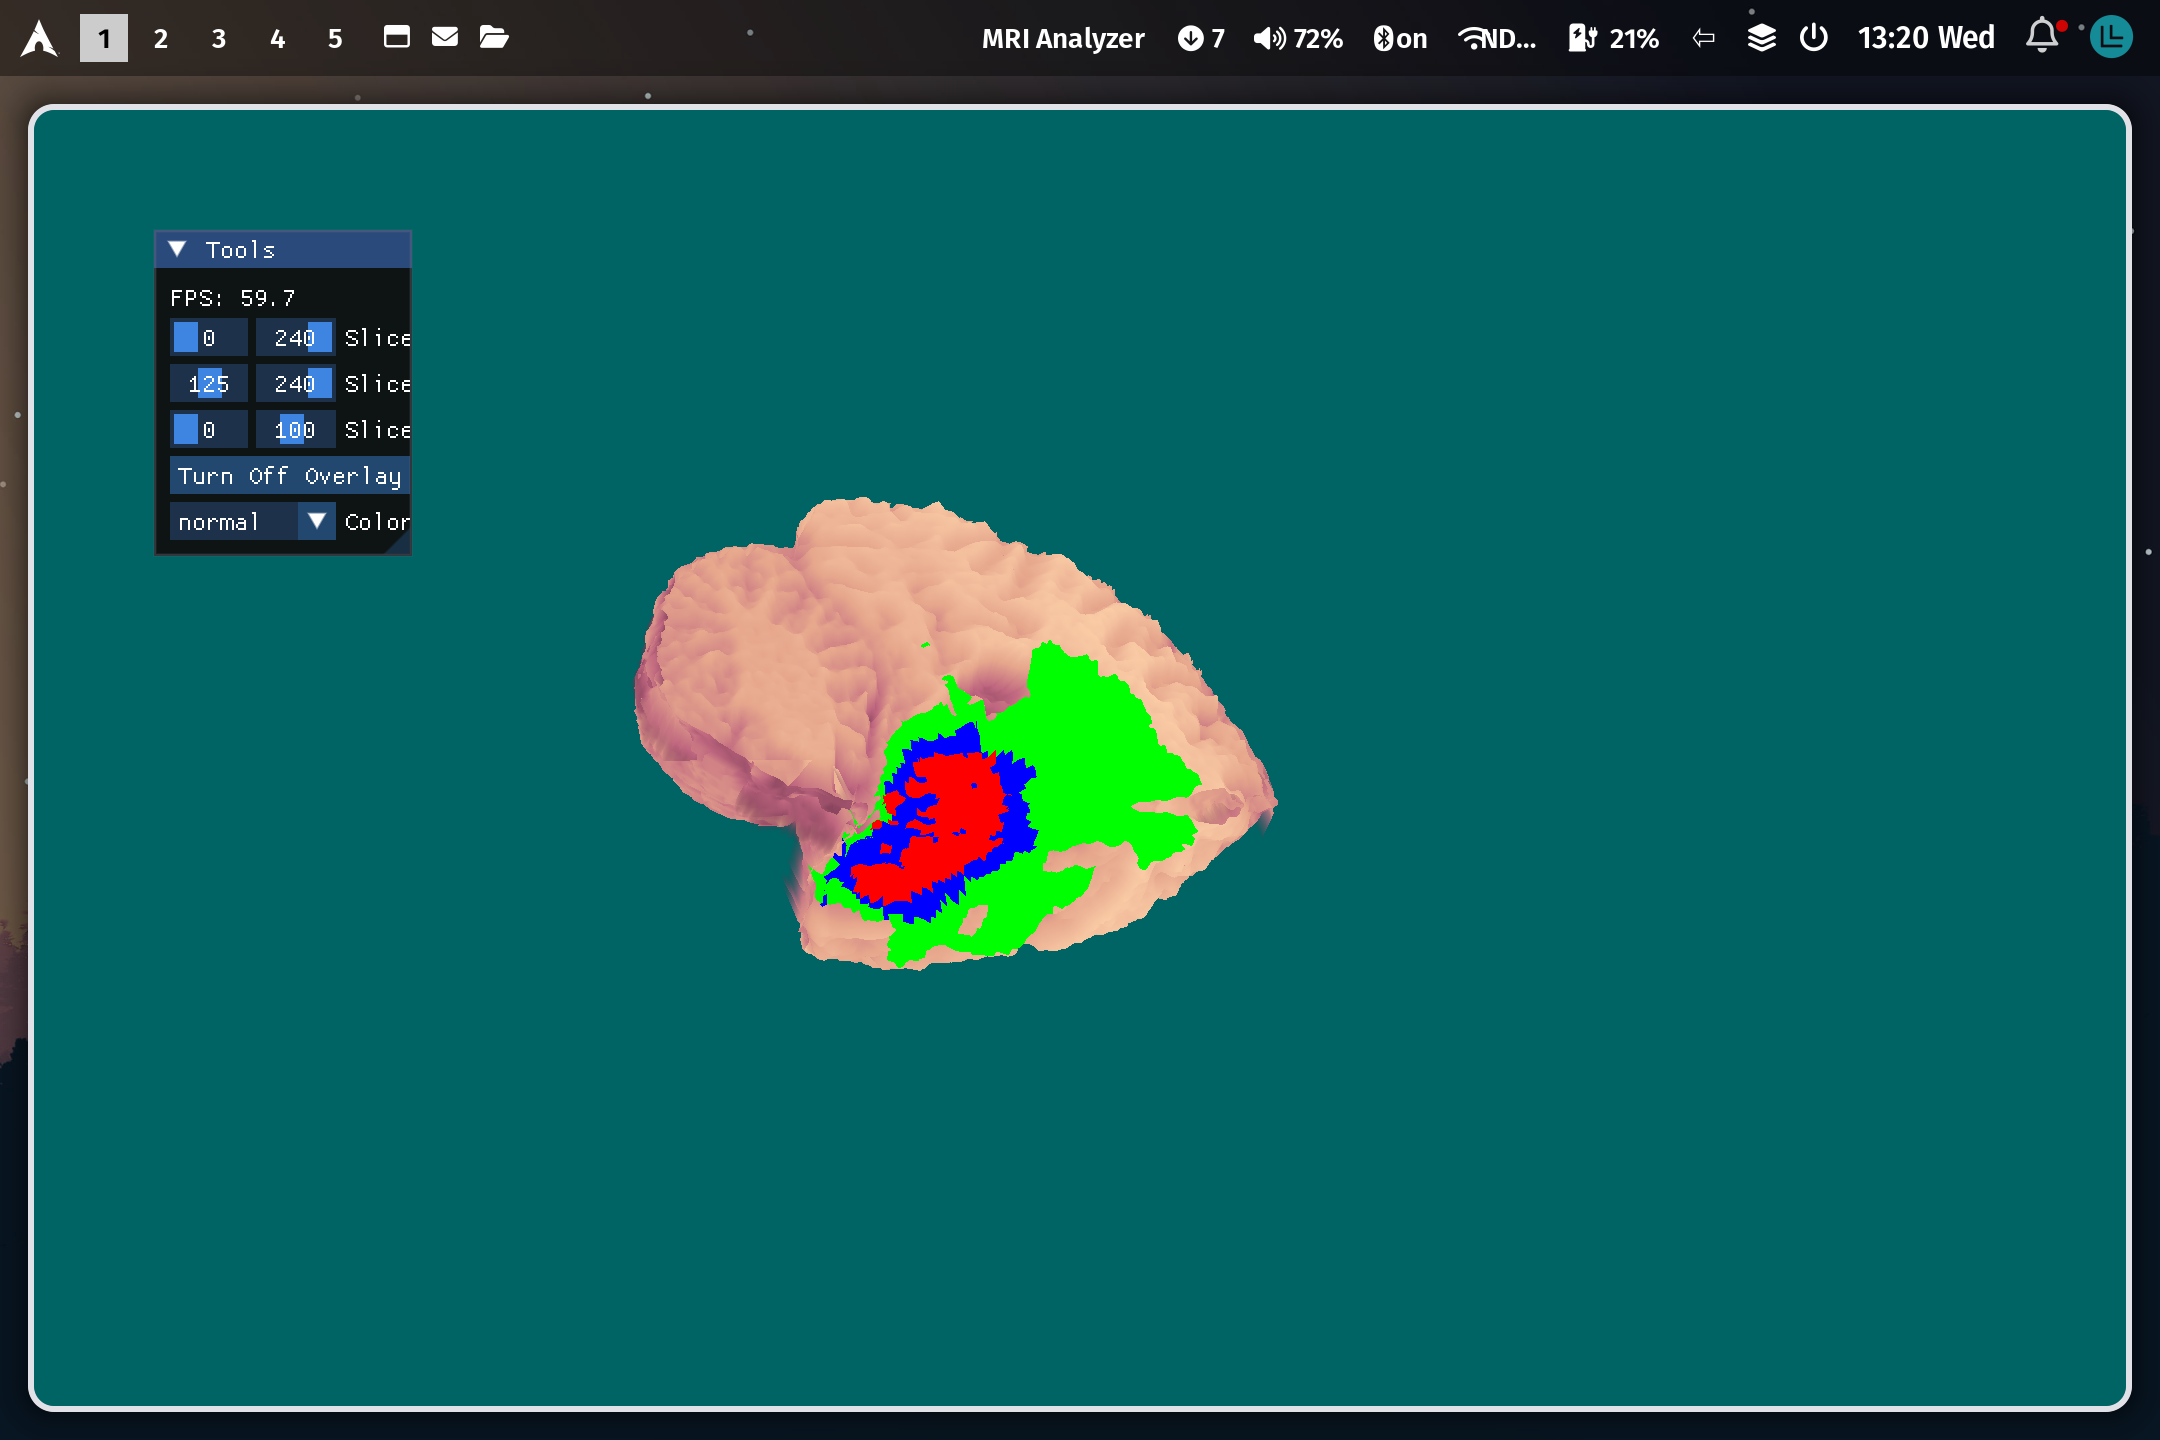 1 2 3 4 5 MRI Analyzer 7 72% on ND... 21% 13:20 Wed
Tools
FPS: 59.7
0 240 Slice
125 240 Slice
0 100 Slice
Turn Off Overlay
normal Color